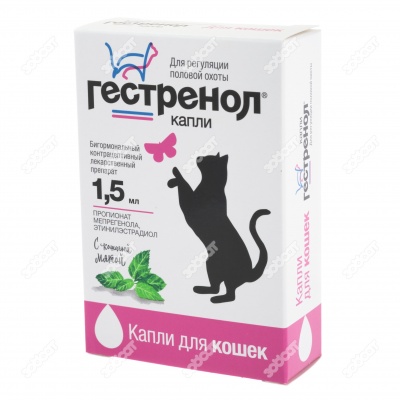 Для регуляции
половой охоты
Гестренол®
капли
Бигормональный
контрацептивный
лекарственный
препарат
1,5 мл
ПРОПИОНАТ
МЕПРЕГЕНОЛА,
ЭТИНИЛЭСТРАДИОЛ
С кошачьей
мятой
Капли для кошек
Гестренол®
Капли
для кошек